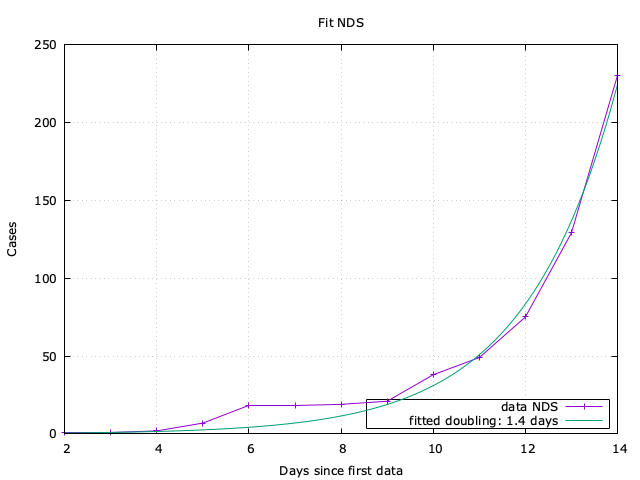 Fit NDS
250
200
150
100
50
0
Cases
data NDS
fitted doubling: 1.4 days
2 4 6 8 10 12 14
Days since first data